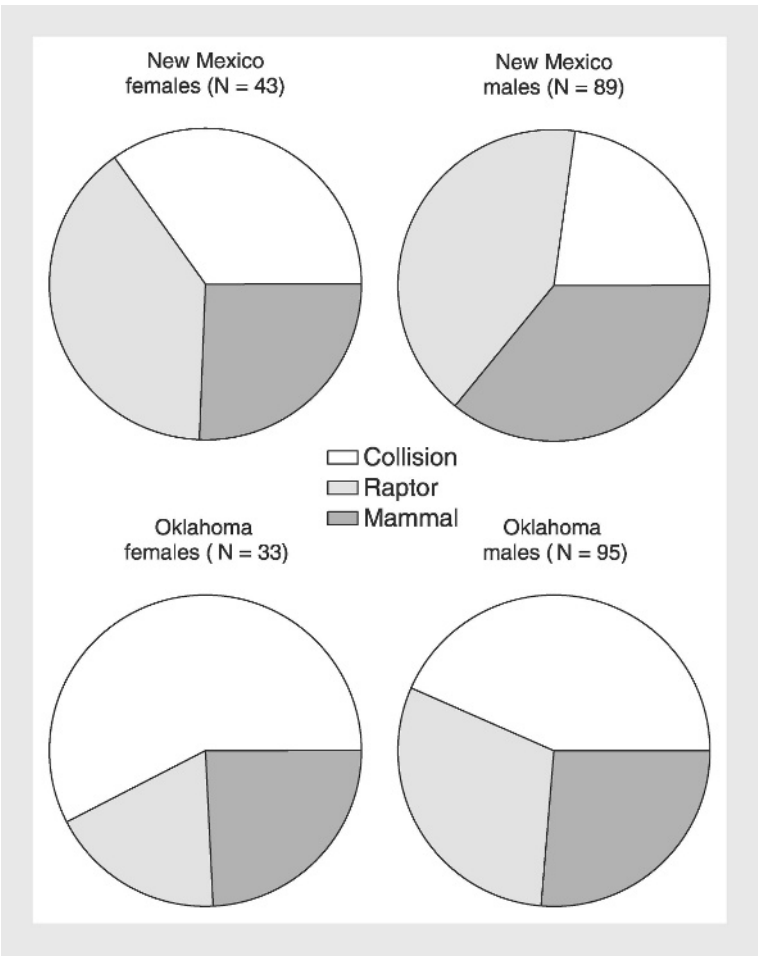 New Mexico
females (N = 43)
New Mexico
males (N = 89)
Collision
Raptor
Mammal
Oklahoma
females ( N = 33)
Oklahoma
males ( N = 95)